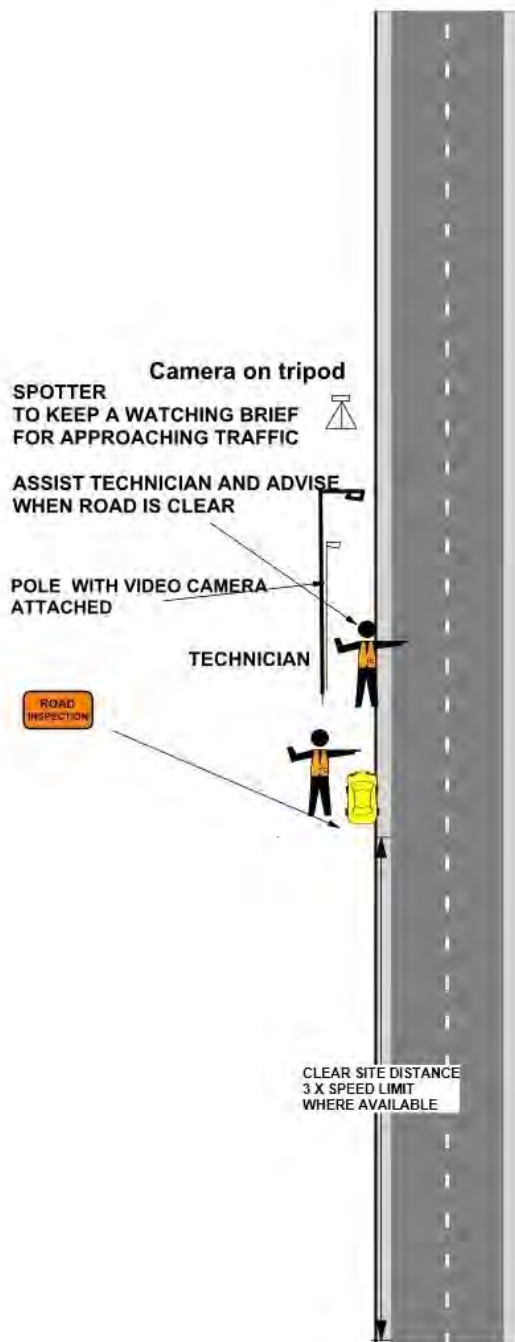 Camera on tripod
SPOTTER
TO KEEP A WATCHING BRIEF
FOR APPROACHING TRAFFIC
ASSIST TECHNICIAN AND ADVISE
WHEN ROAD IS CLEAR
POLE WITH VIDEO CAMERA
ATTACHED
TECHNICIAN
ROAD
INSPECTION
CLEAR SITE DISTANCE
3 X SPEED LIMIT
WHERE AVAILABLE